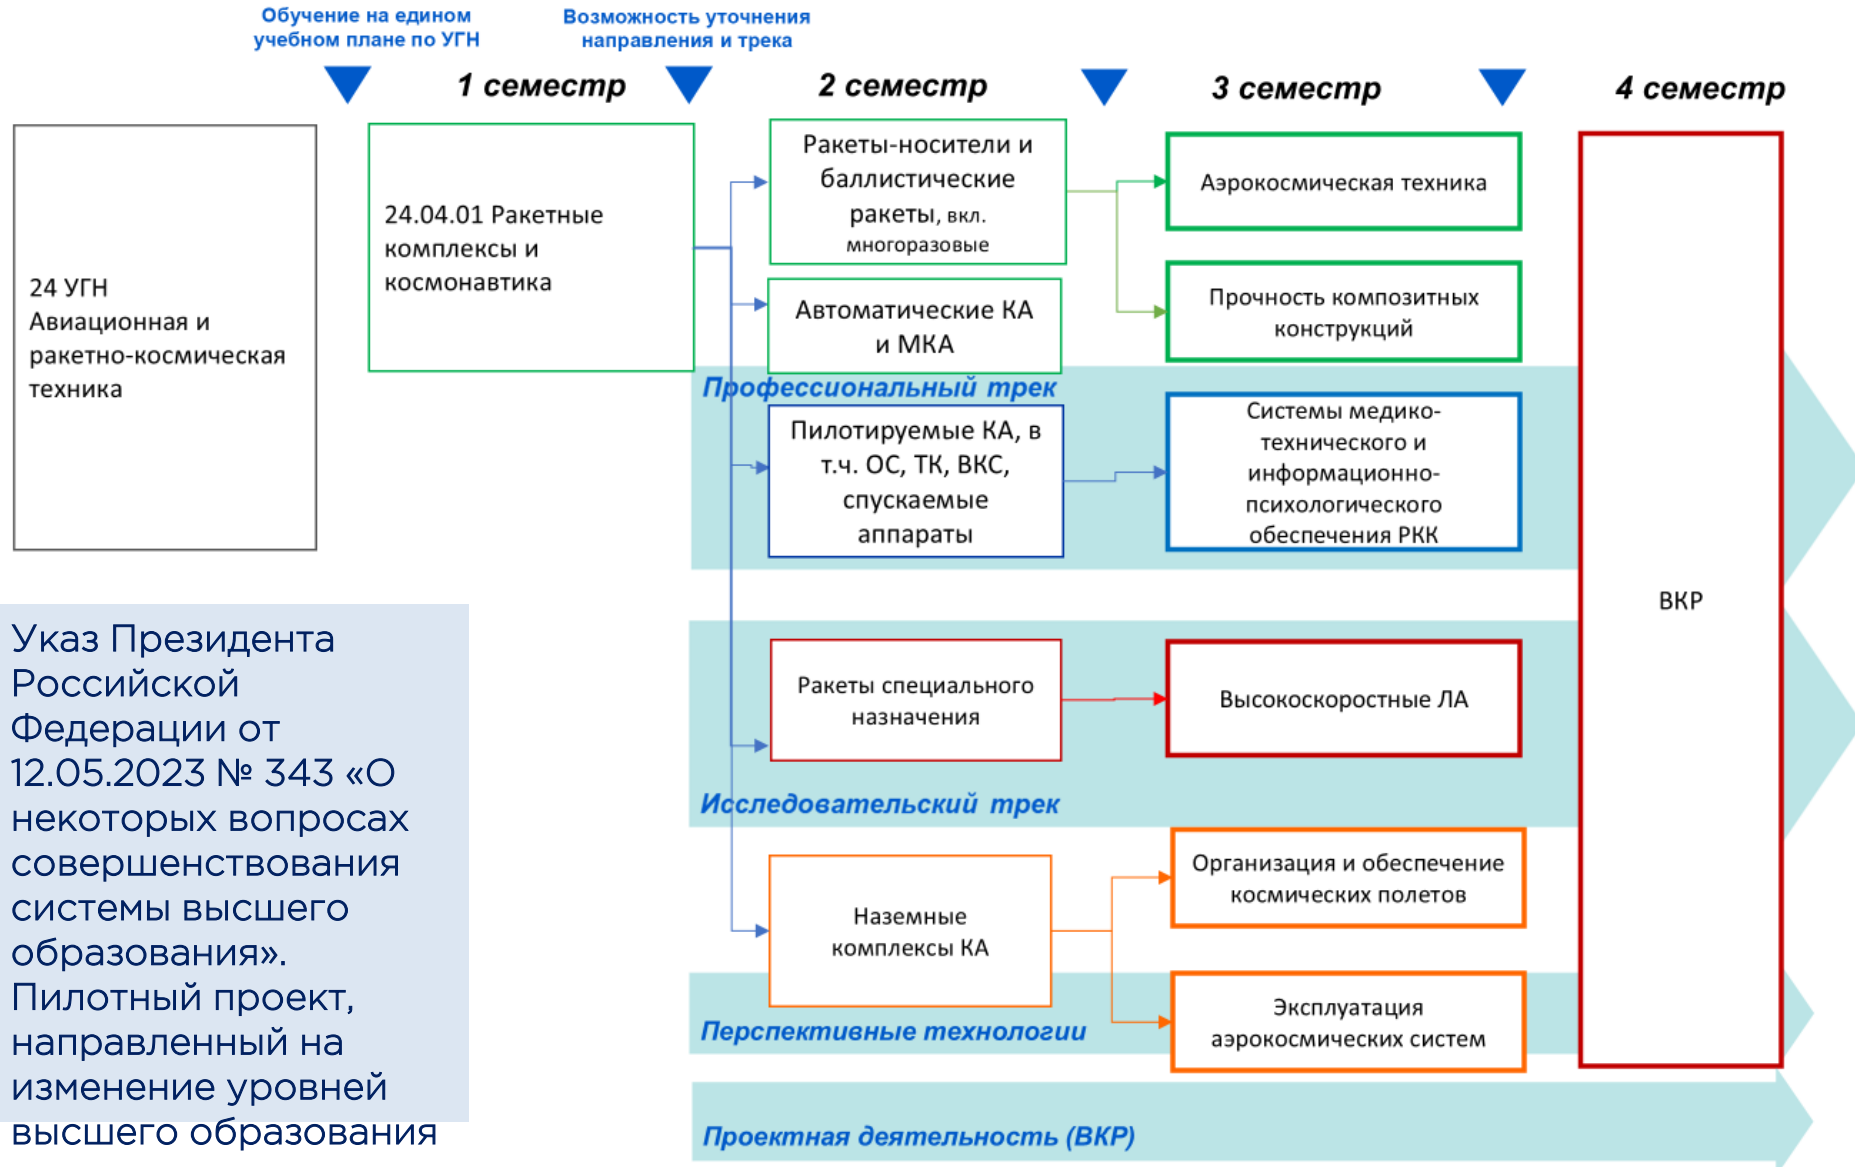 Обучение на едином
учебном плане по УГН
Возможность уточнения
направления и трека
1 семестр
2 семестр
3 семестр
4 семестр
24 УГН
Авиационная и
ракетно-космическая
техника
24.04.01 Ракетные
комплексы и
космонавтика
Ракеты-носители и
баллистические
ракеты, вкл.
многоразовые
Автоматические КА
и МКА
Аэрокосмическая техника
Прочность композитных
конструкций
Профессиональный трек
Пилотируемые КА, в
т.ч. ОС, ТК, ВКС,
спускаемые
аппараты
Системы медико-
технического и
информационно-
психологического
обеспечения РКК
Ракеты специального
назначения
Высокоскоростные ЛА
Исследовательский трек
Наземные
комплексы КА
Организация и обеспечение
космических полетов
Эксплуатация
аэрокосмических систем
Перспективные технологии
Проектная деятельность (ВКР)
ВКР
Указ Президента
Российской
Федерации от
12.05.2023 № 343 «О
некоторых вопросах
совершенствования
системы высшего
образования».
Пилотный проект,
направленный на
изменение уровней
высшего образования